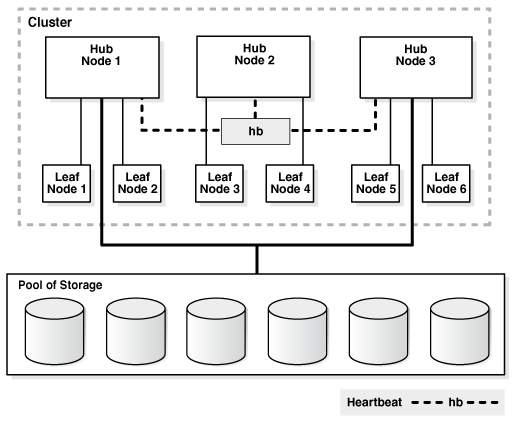 Cluster
Hub
Node 1
Hub
Node 2
Hub
Node 3
hb
Leaf
Node 1
Leaf
Node 2
Leaf
Node 3
Leaf
Node 4
Leaf
Node 5
Leaf
Node 6
Pool of Storage
Heartbeat hb